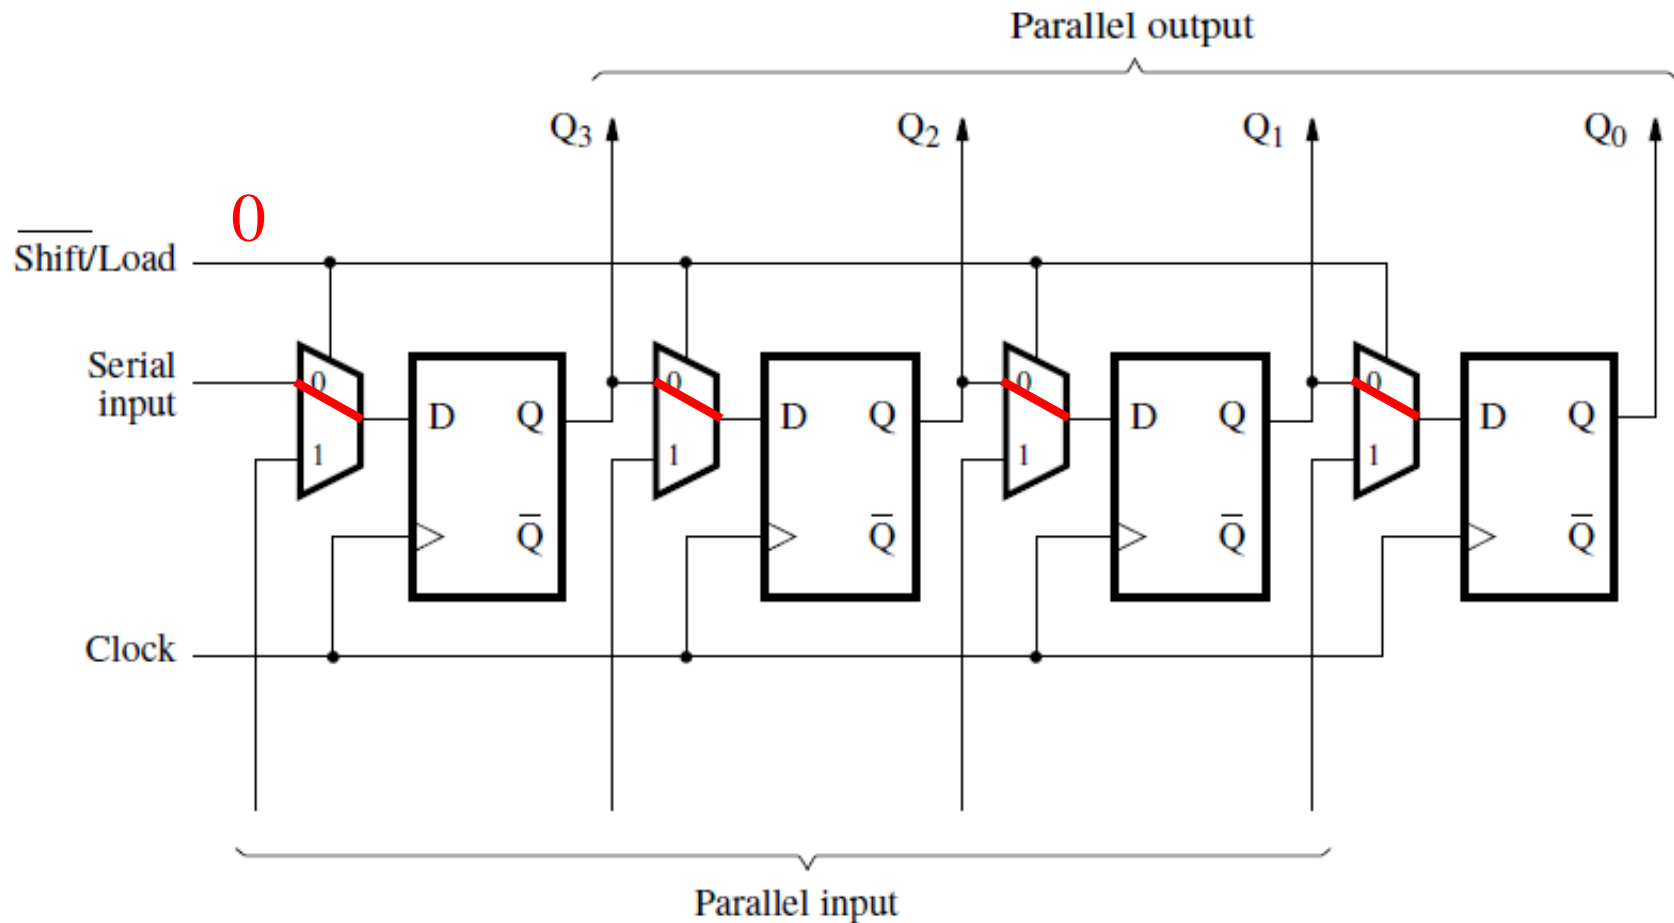 Parallel output
Q3 Q2 Q1 Q0
0
S̅h̅i̅f̅t̅/Load
Serial
input
0 0 0 0
D Q D Q D Q D Q
1 1 1 1
Q̅ Q̅ Q̅ Q̅
Clock
Parallel input